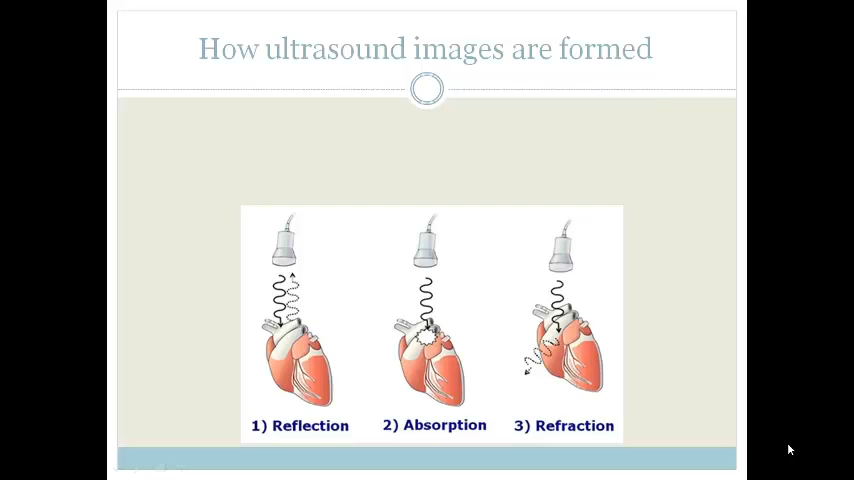 How ultrasound images are formed
1) Reflection
2) Absorption
3) Refraction